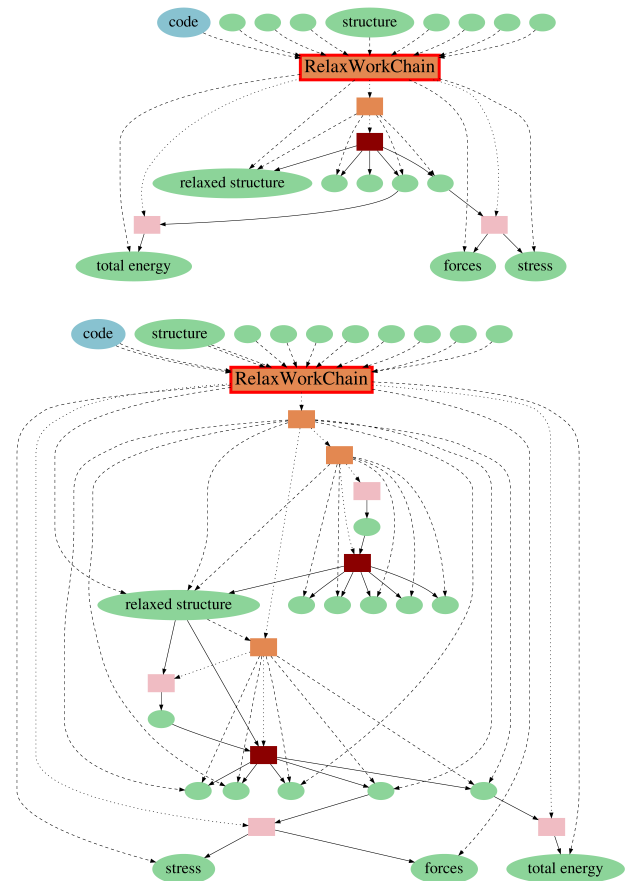 code
structure
RelaxWorkChain
relaxed structure
total energy
forces
stress
code
structure
RelaxWorkChain
relaxed structure
stress
forces
total energy